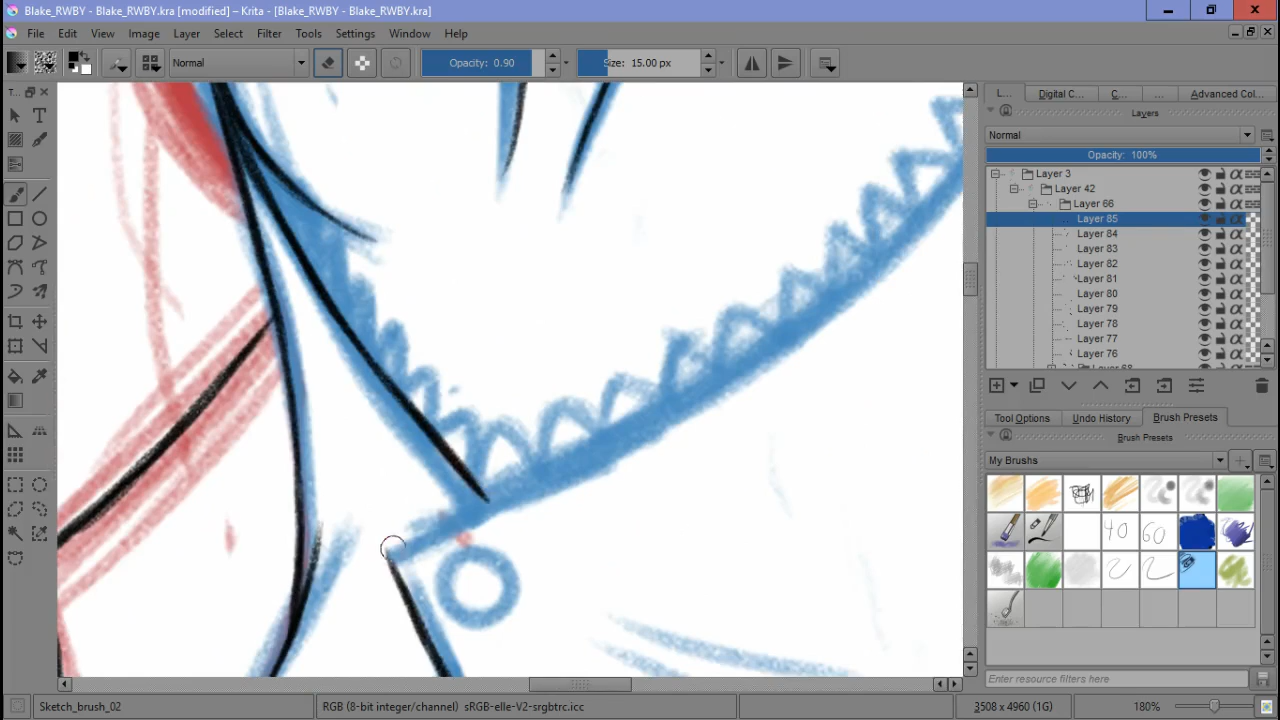 Blake_RWBY - Blake_RWBY.kra [modified] – Krita - [Blake_RWBY - Blake_RWBY.kra]
File Edit View Image Layer Select Filter Tools Settings Window Help
Normal Opacity: 0.90 Size: 15.00 px
T... L... Digital C... C... ... Advanced Col...
Layers
Normal
Opacity: 100%
Layer 3
Layer 42
Layer 66
Layer 85
Layer 84
Layer 83
Layer 82
Layer 81
Layer 80
Layer 79
Layer 78
Layer 77
Layer 76
Tool Options Undo History Brush Presets
Brush Presets
My Brushes
40 60
Enter resource filters here
Sketch_brush_02 RGB (8-bit integer/channel) sRGB-elle-V2-srgbtrc.icc 3508 x 4960 (1G) 180%